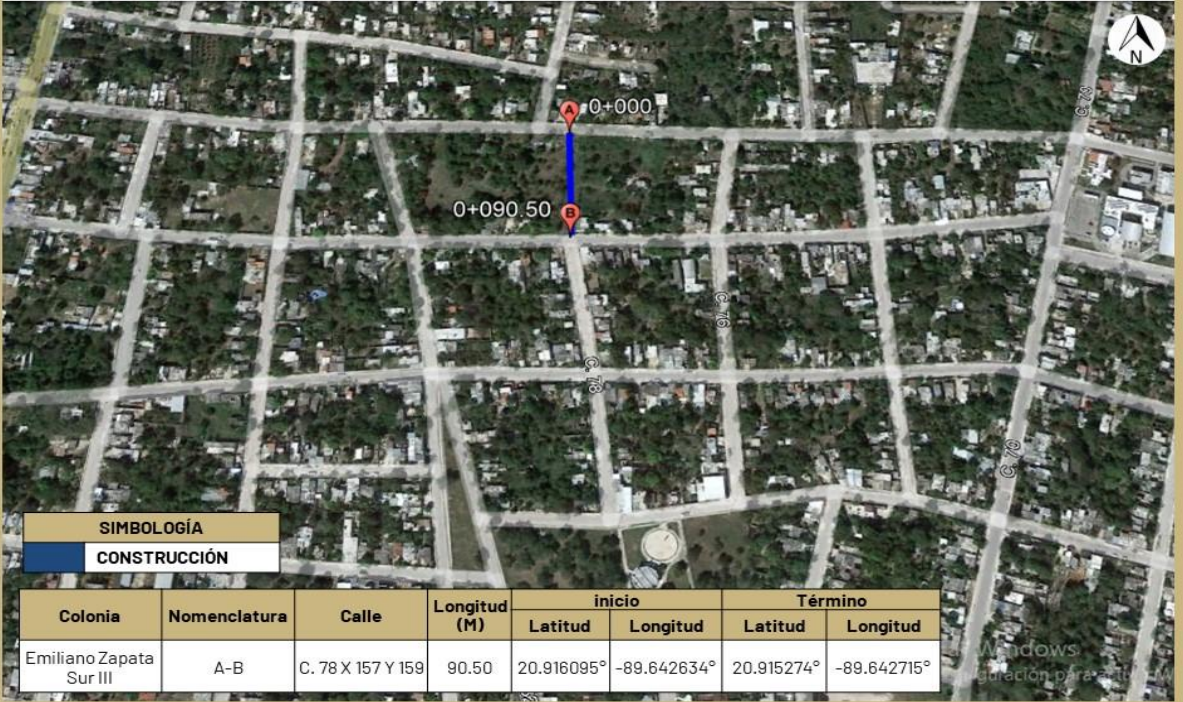 N
C. 70
A 0+000
0+090.50 B
C. 76
C. 78
C. 70
SIMBOLOGÍA
CONSTRUCCIÓN
Colonia Nomenclatura Calle Longitud (M) inicio Término
Latitud Longitud Latitud Longitud
Emiliano Zapata Sur III A-B C. 78 X 157 Y 159 90.50 20.916095° -89.642634° 20.915274° -89.642715°
Windows